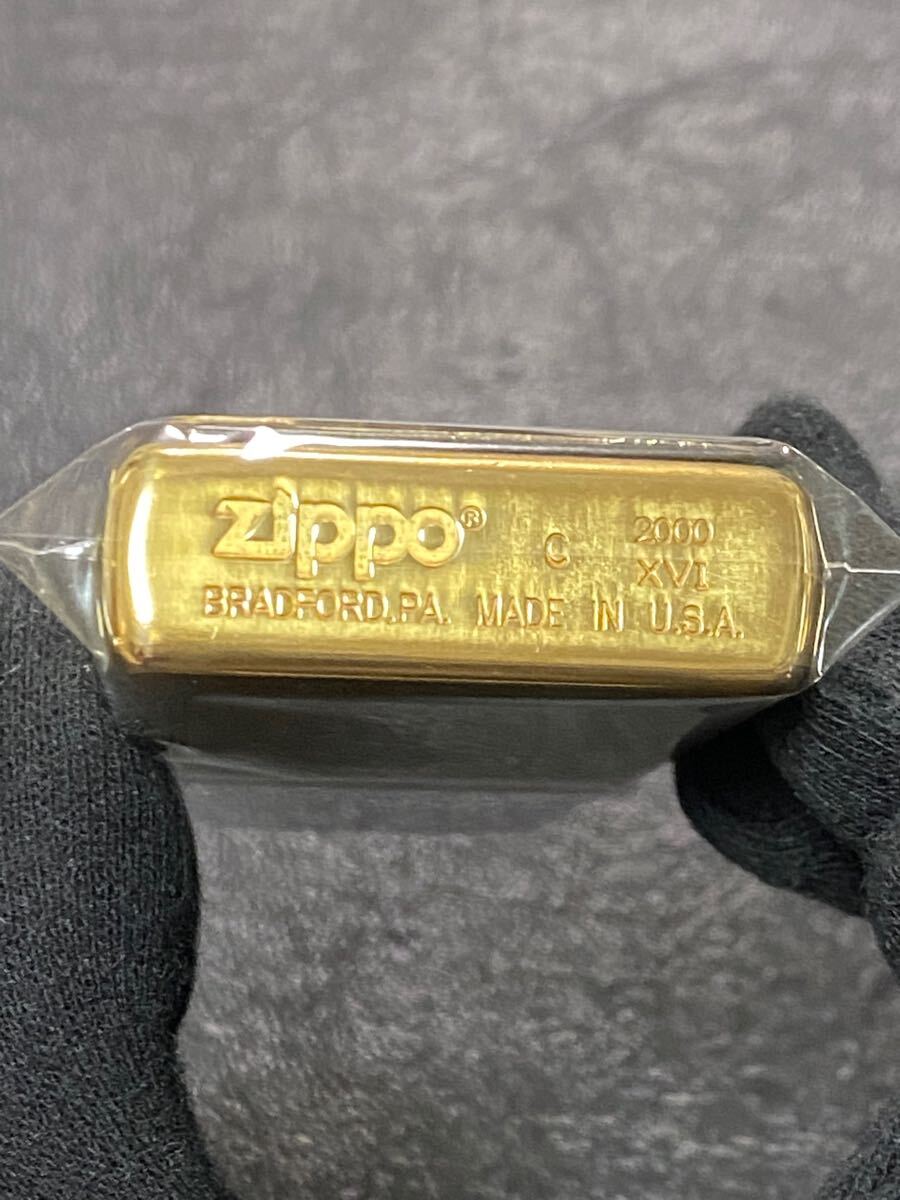 zippo® C 2000
XVI
BRADFORD, PA. MADE IN U.S.A.